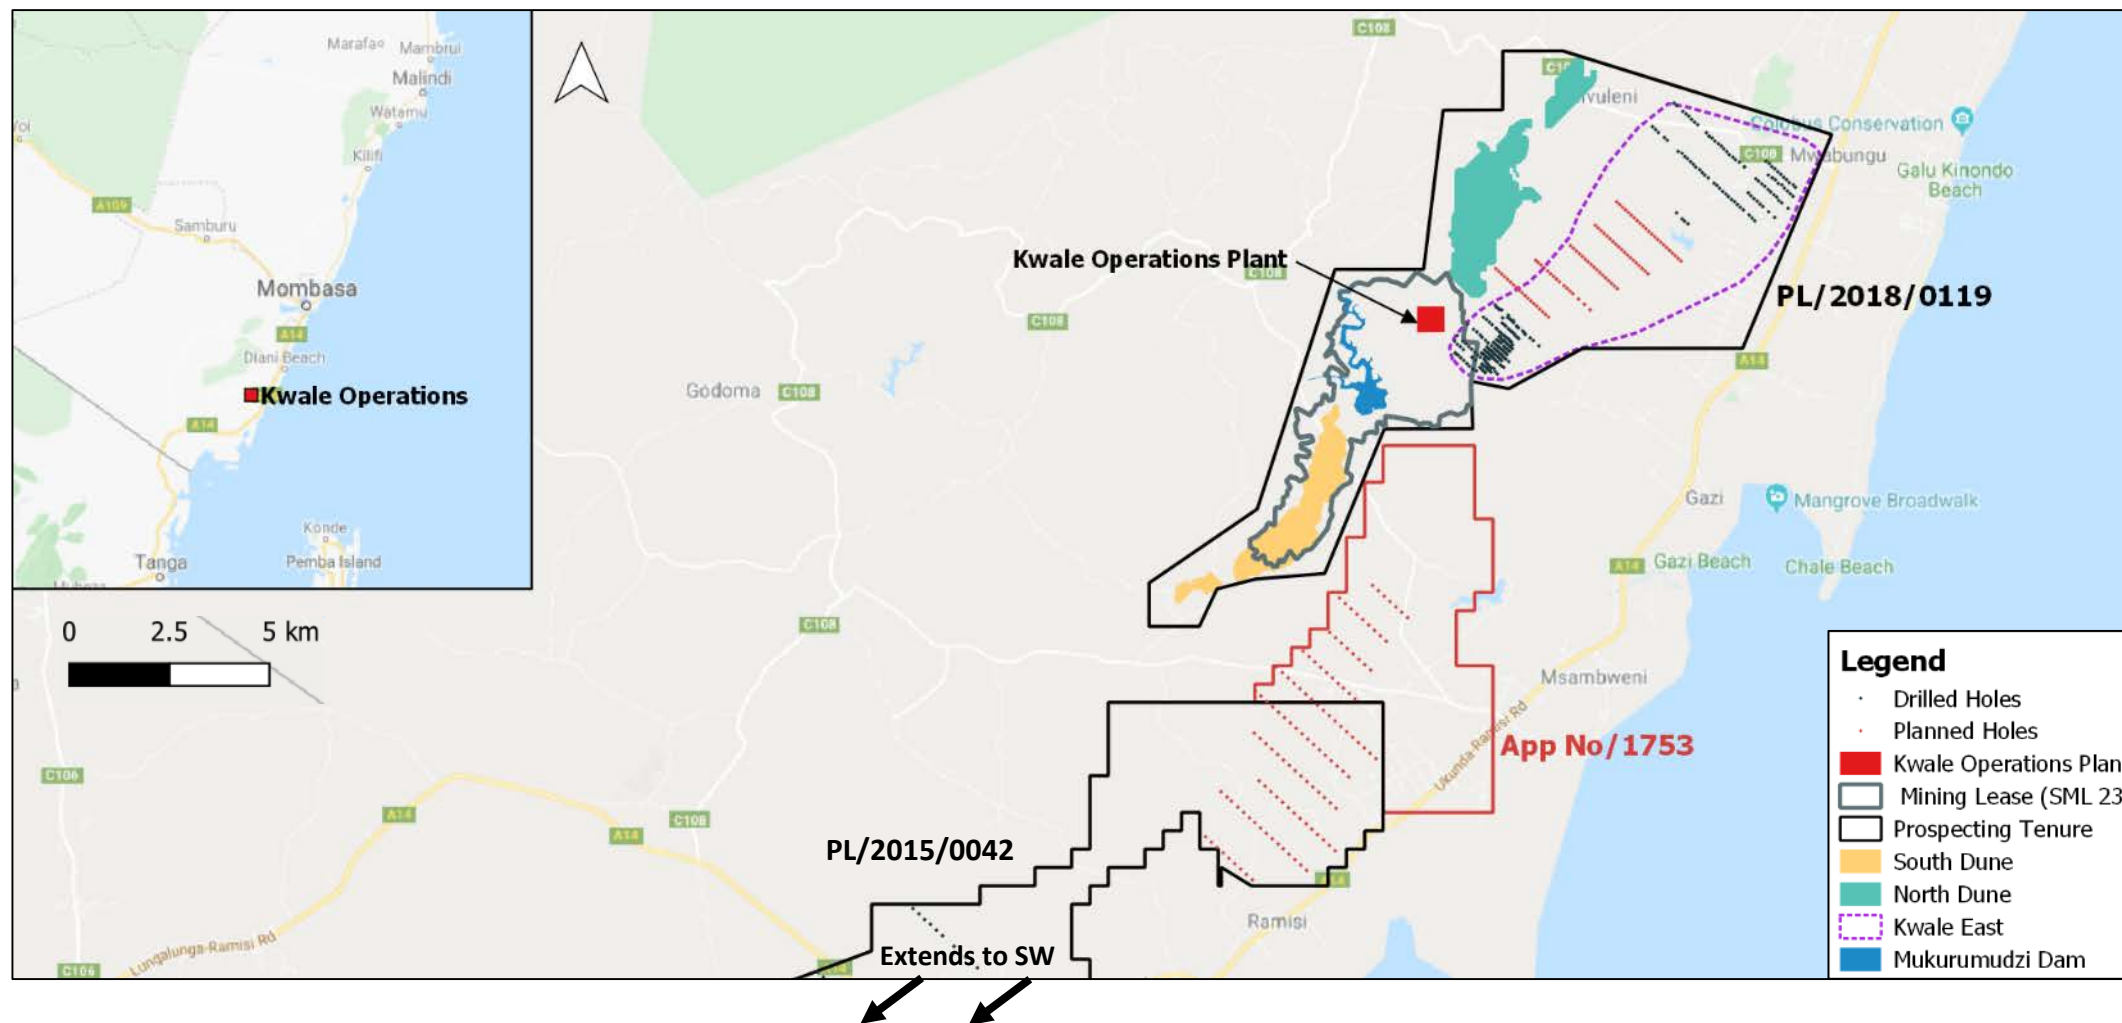 Marafa
Mambrui
Malindi
Watamu
Kilifi
A109
Samburu
Mombasa
A14
Diani Beach
Kwale Operations
A14
Konde
Tanga
Pemba Island
0 2.5 5 km
C108
Colobus Conservation
C108
Mwabungu
Galu Kinondo
Beach
Kwale Operations Plant
C108
PL/2018/0119
C108
A14
Godoma
C108
Gazi
Mangrove Broadwalk
A14
Gazi Beach
Chale Beach
C108
Msambweni
Ukunda-Ramisi Rd
App No/1753
C106
A14
C108
A14
PL/2015/0042
A14
Ramisi
Lungalunga-Ramisi Rd
Extends to SW
C106
A14
Legend
Drilled Holes
Planned Holes
Kwale Operations Plan
Mining Lease (SML 23
Prospecting Tenure
South Dune
North Dune
Kwale East
Mukurumudzi Dam